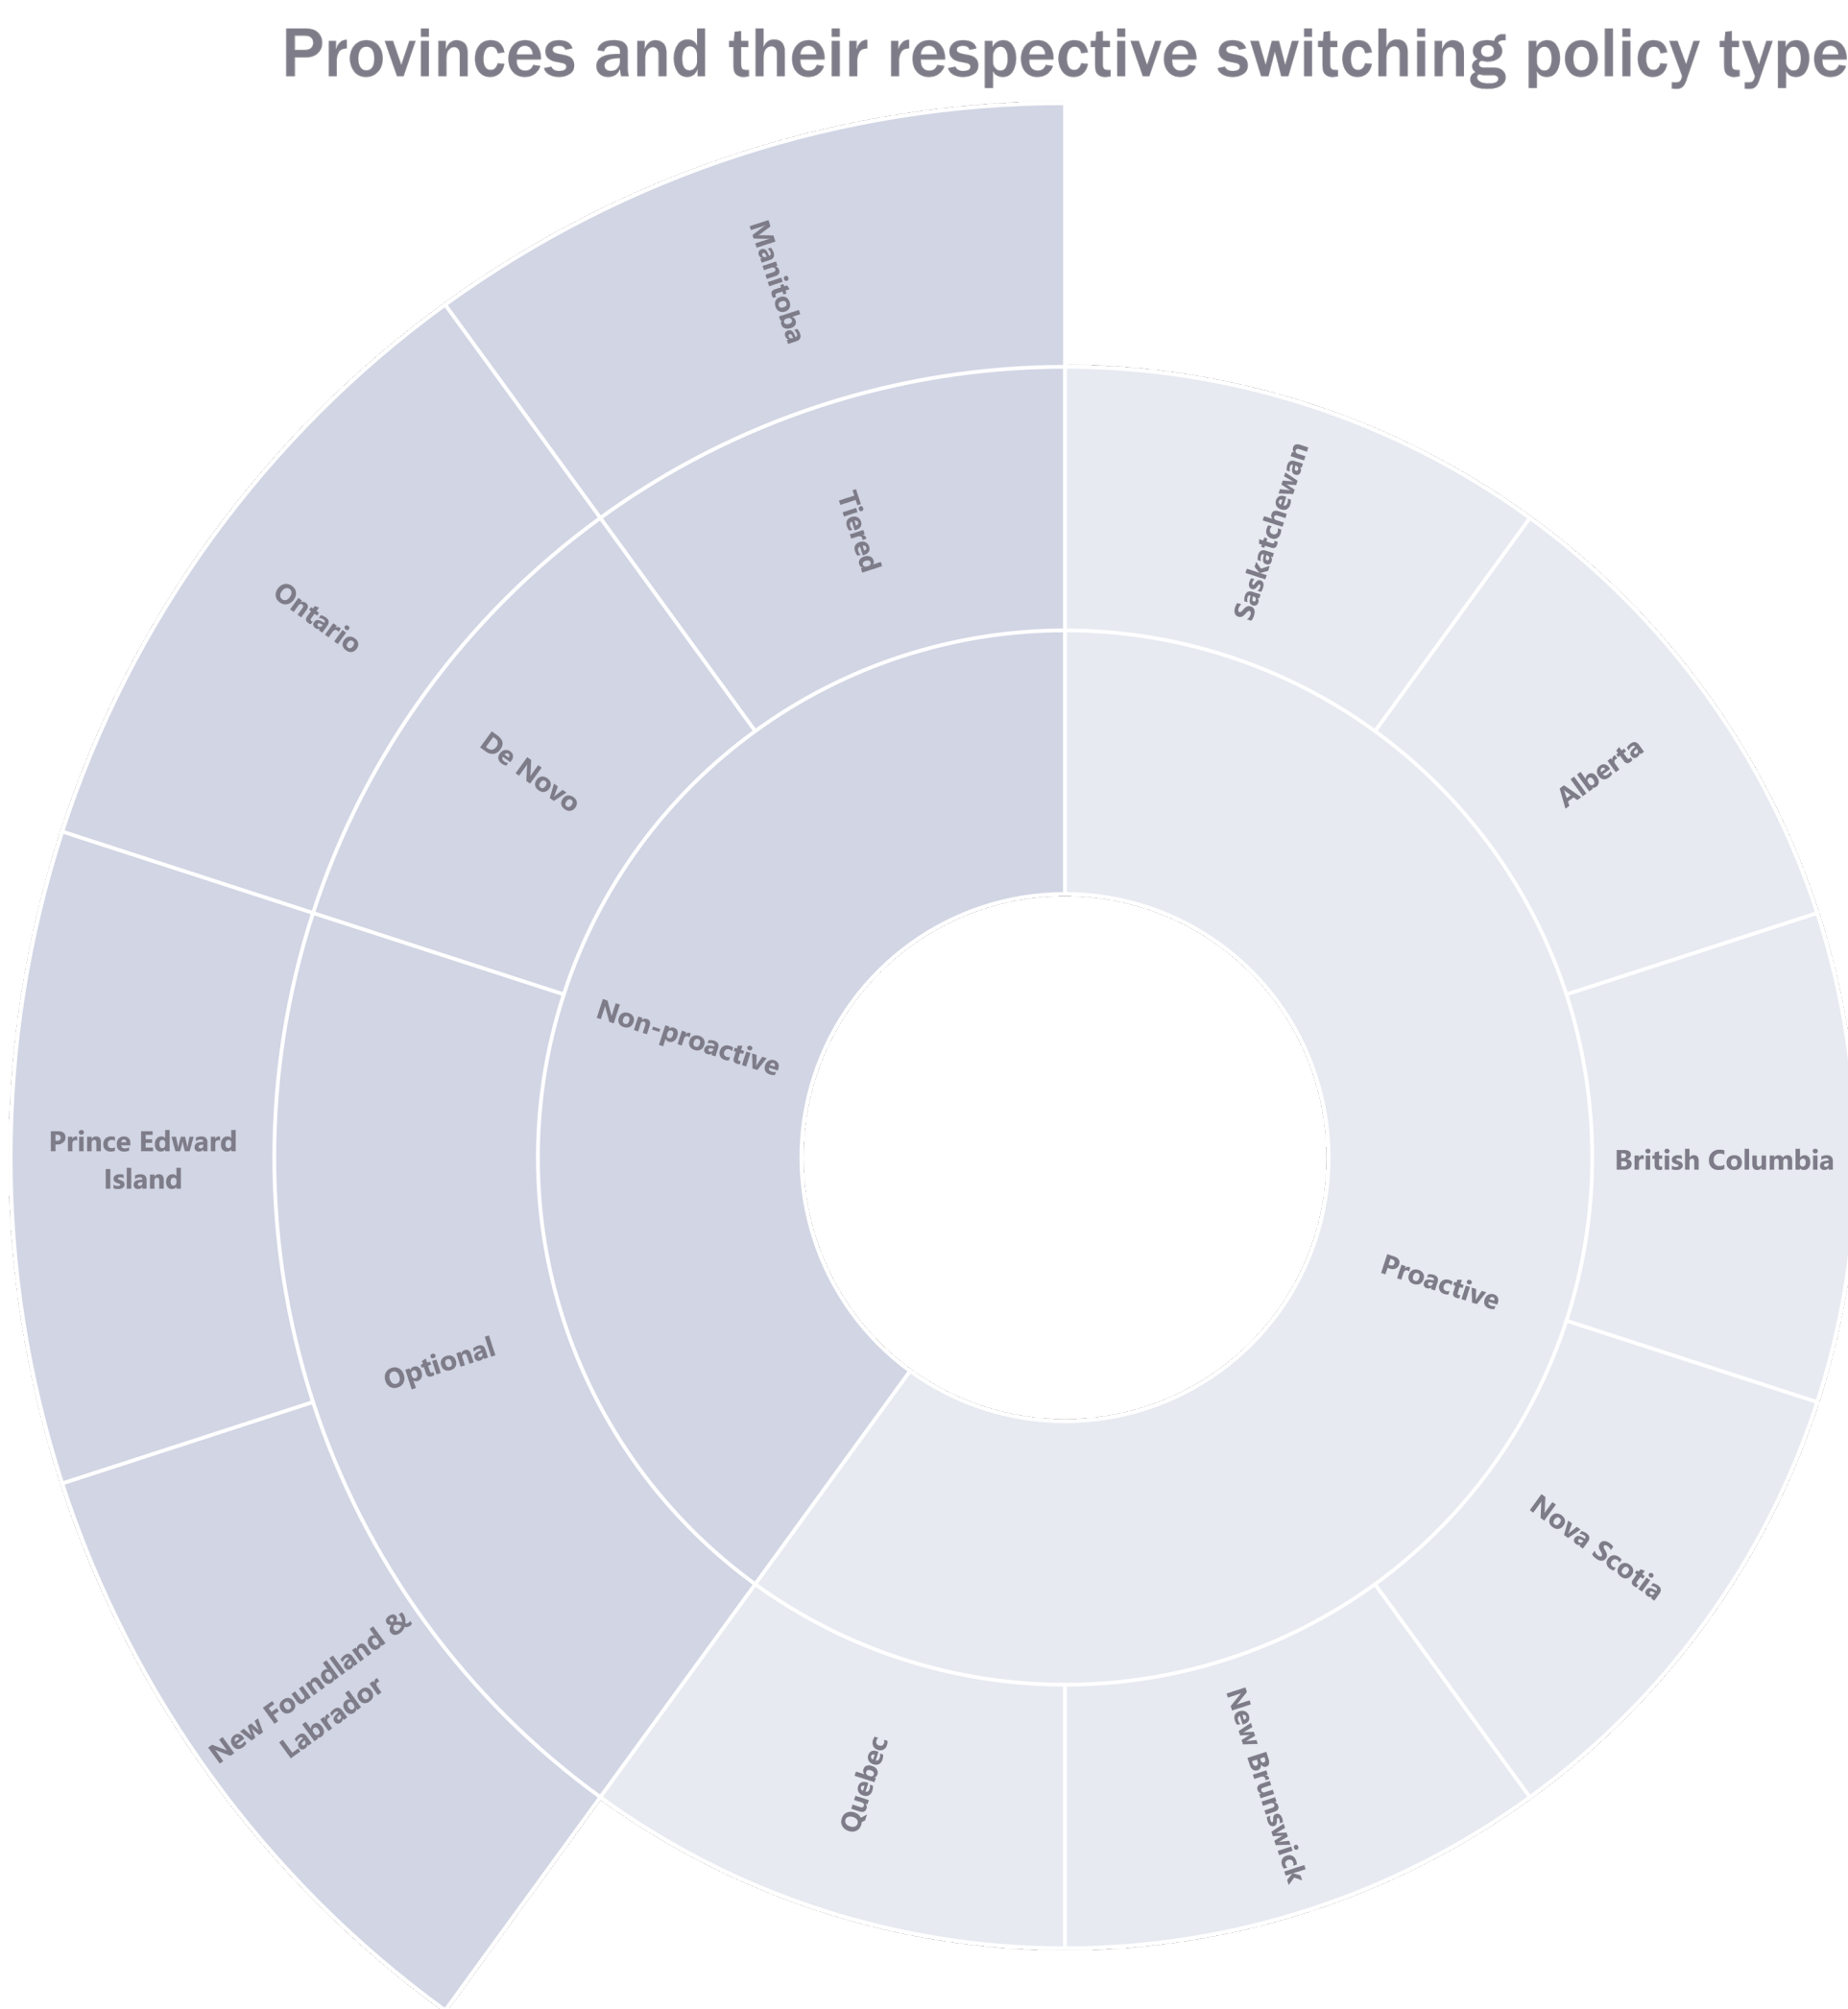 Provinces and their respective switching policy type
Manitoba
Tiered
Saskatchewan
Ontario
De Novo
Alberta
Non-proactive
Prince Edward
Island
British Columbia
Proactive
Optional
Nova Scotia
New Foundland &
Labrador
Quebec
New Brunswick